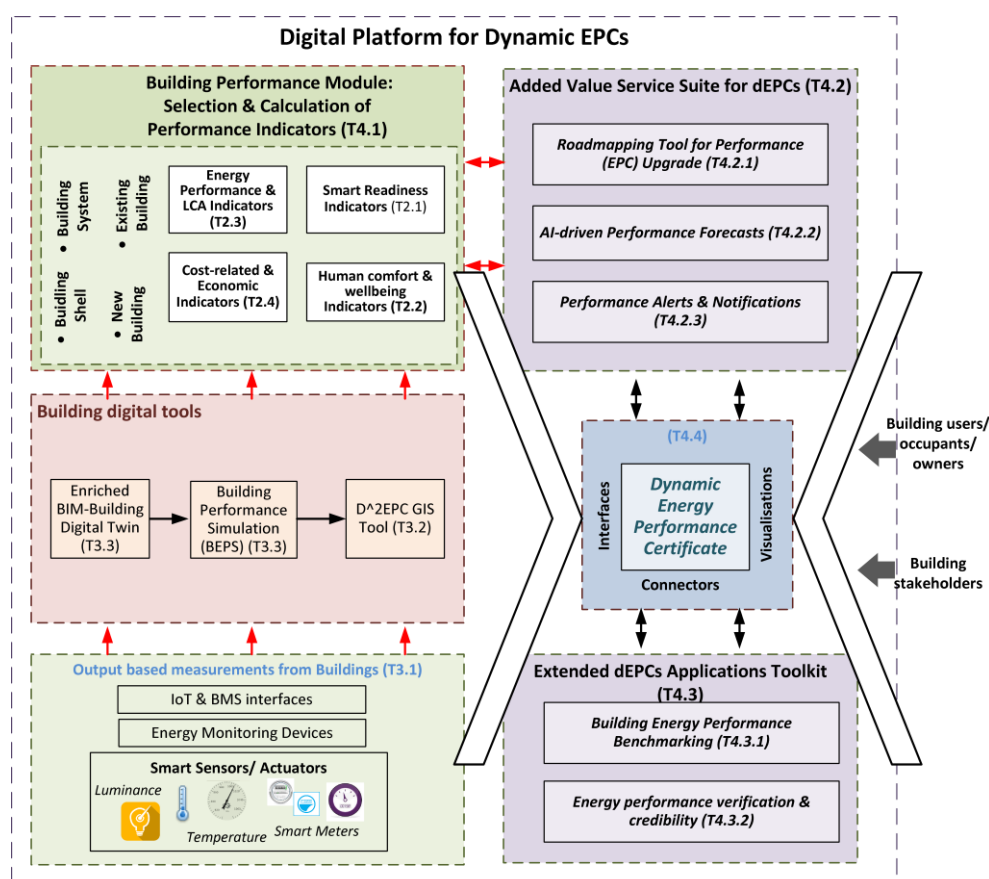 Digital Platform for Dynamic EPCs
Building Performance Module:
Selection & Calculation of
Performance Indicators (T4.1)
• Building
System
• Existing
Building
• Buidling
Shell
• New
Building
Energy
Performance &
LCA Indicators
(T2.3)
Smart Readiness
Indicators (T2.1)
Cost-related &
Economic
Indicators (T2.4)
Human comfort &
wellbeing
Indicators (T2.2)
Added Value Service Suite for dEPCs (T4.2)
Roadmapping Tool for Performance
(EPC) Upgrade (T4.2.1)
AI-driven Performance Forecasts (T4.2.2)
Performance Alerts & Notifications
(T4.2.3)
Building digital tools
Enriched
BIM-Building
Digital Twin
(T3.3)
Building
Performance
Simulation
(BEPS) (T3.3)
D^2EPC GIS
Tool (T3.2)
(T4.4)
Interfaces
Dynamic
Energy
Performance
Certificate
Visualisations
Connectors
Building users/
occupants/
owners
Building
stakeholders
Output based measurements from Buildings (T3.1)
IoT & BMS interfaces
Energy Monitoring Devices
Smart Sensors/ Actuators
Luminance
Temperature
Smart Meters
Extended dEPCs Applications Toolkit
(T4.3)
Building Energy Performance
Benchmarking (T4.3.1)
Energy performance verification &
credibility (T4.3.2)